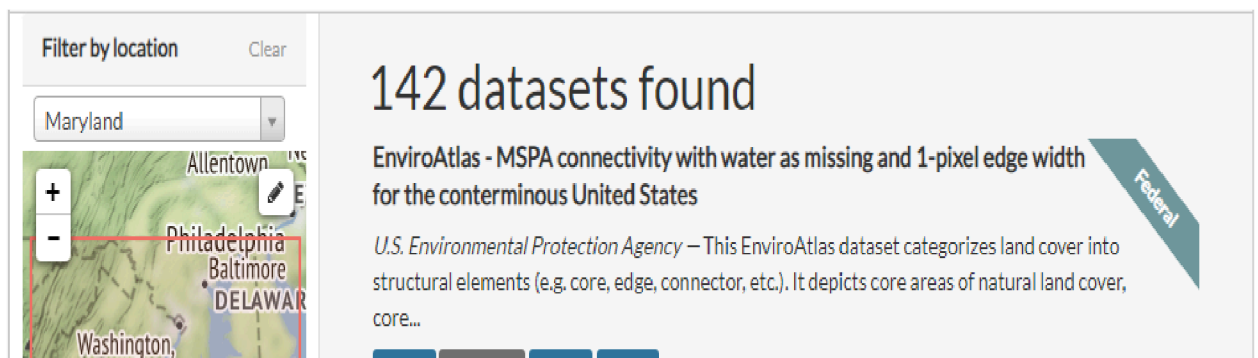 Filter by location Clear
Maryland
Allentown
+
−
Philadelphia
Baltimore
DELAWAR
Washington,
142 datasets found
EnviroAtlas - MSPA connectivity with water as missing and 1-pixel edge width
for the conterminous United States
Federal
U.S. Environmental Protection Agency — This EnviroAtlas dataset categorizes land cover into
structural elements (e.g. core, edge, connector, etc.). It depicts core areas of natural land cover,
core...